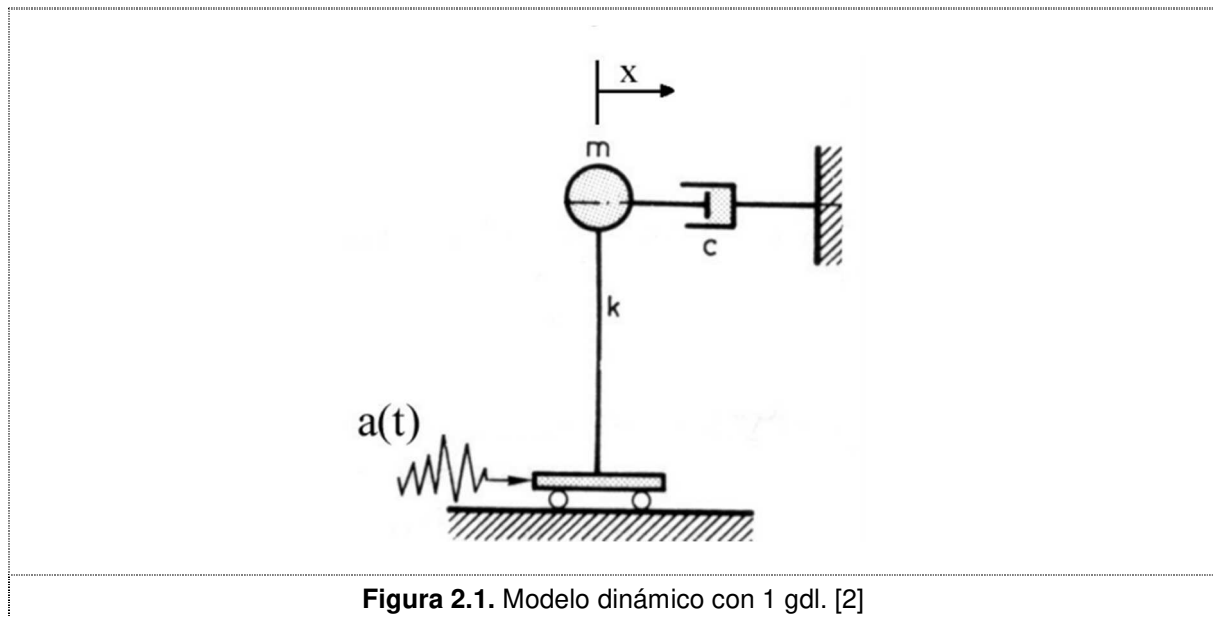 x
m
c
k
a(t)
Figura 2.1. Modelo dinámico con 1 gdl. [2]